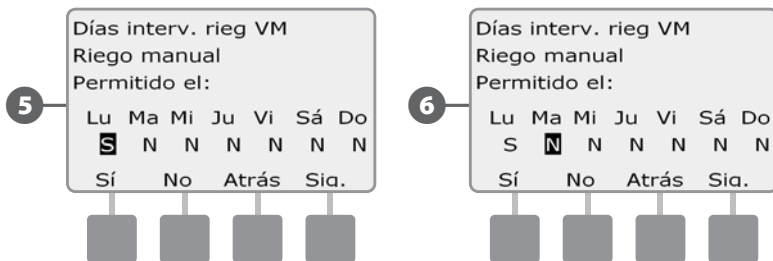 5
Días interv. rieg VM
Riego manual
Permitido el:
Lu Ma Mi Ju Vi Sá Do
S N N N N N N
Sí No Atrás Sig.
6
Días interv. rieg VM
Riego manual
Permitido el:
Lu Ma Mi Ju Vi Sá Do
S N N N N N N
Sí No Atrás Sig.